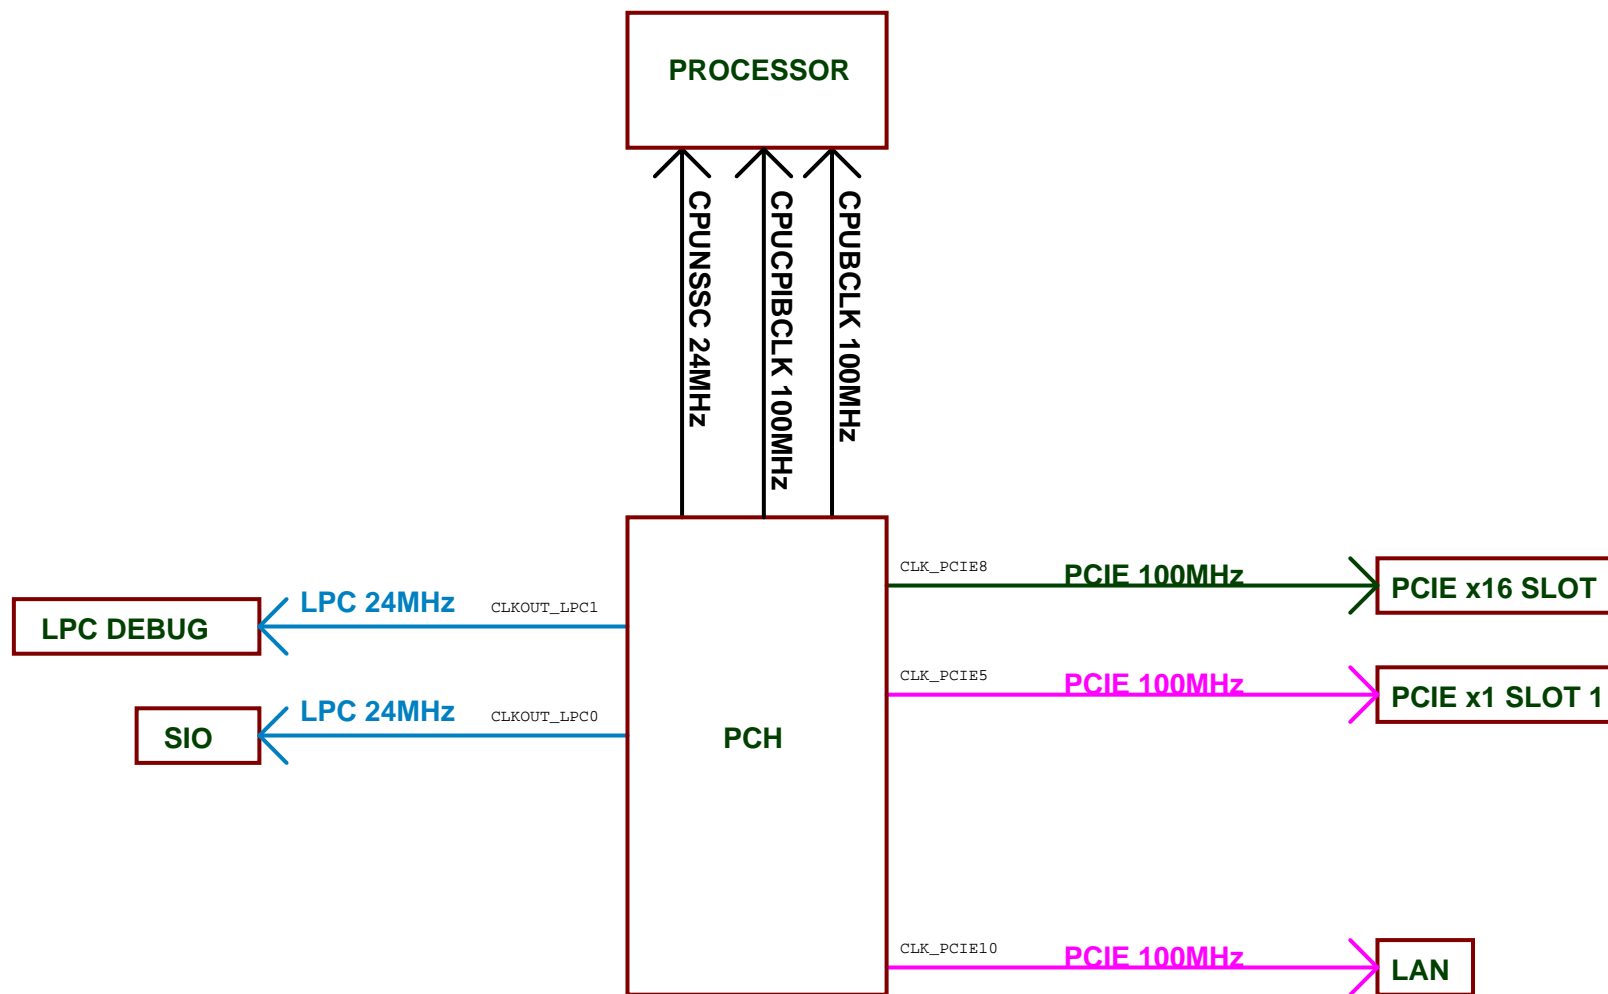 PROCESSOR
CPUNSSC 24MHz
CPUCPIBCLK 100MHz
CPUBCLK 100MHz
CLK_PCIE8
PCIE 100MHz
PCIE x16 SLOT
LPC DEBUG
LPC 24MHz
CLKOUT_LPC1
CLK_PCIE5
PCIE 100MHz
PCIE x1 SLOT 1
SIO
LPC 24MHz
CLKOUT_LPC0
PCH
CLK_PCIE10
PCIE 100MHz
LAN